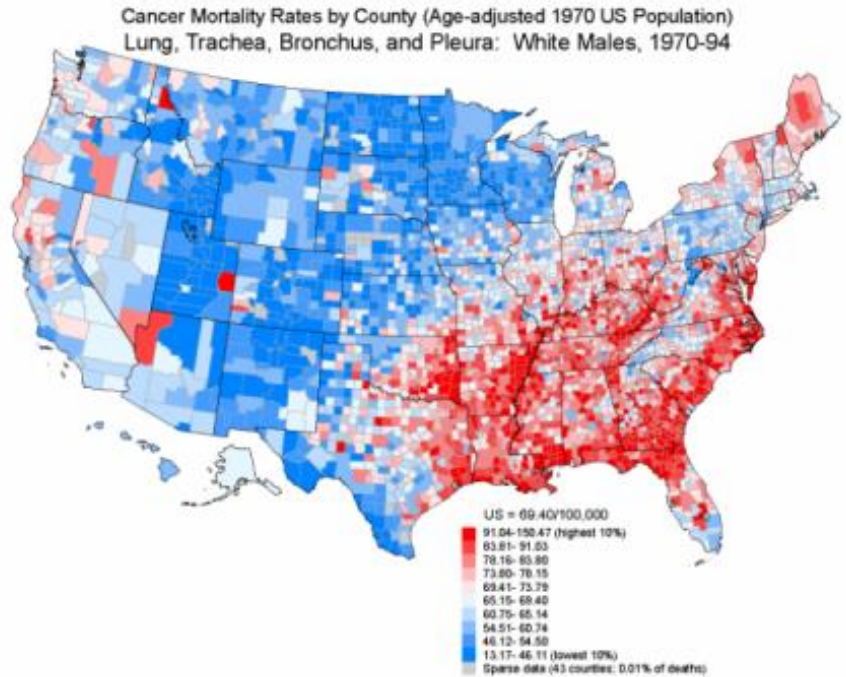 Cancer Mortality Rates by County (Age-adjusted 1970 US Population)
Lung, Trachea, Bronchus, and Pleura: White Males, 1970-94
US = 69.40/100,000
91.04-150.47 (highest 10%)
83.81- 91.03
78.16- 83.80
73.80- 78.15
69.41- 73.79
65.15- 69.40
60.75- 65.14
54.51- 60.74
46.12- 54.50
13.17- 46.11 (lowest 10%)
Sparse data (43 counties; 0.01% of deaths)